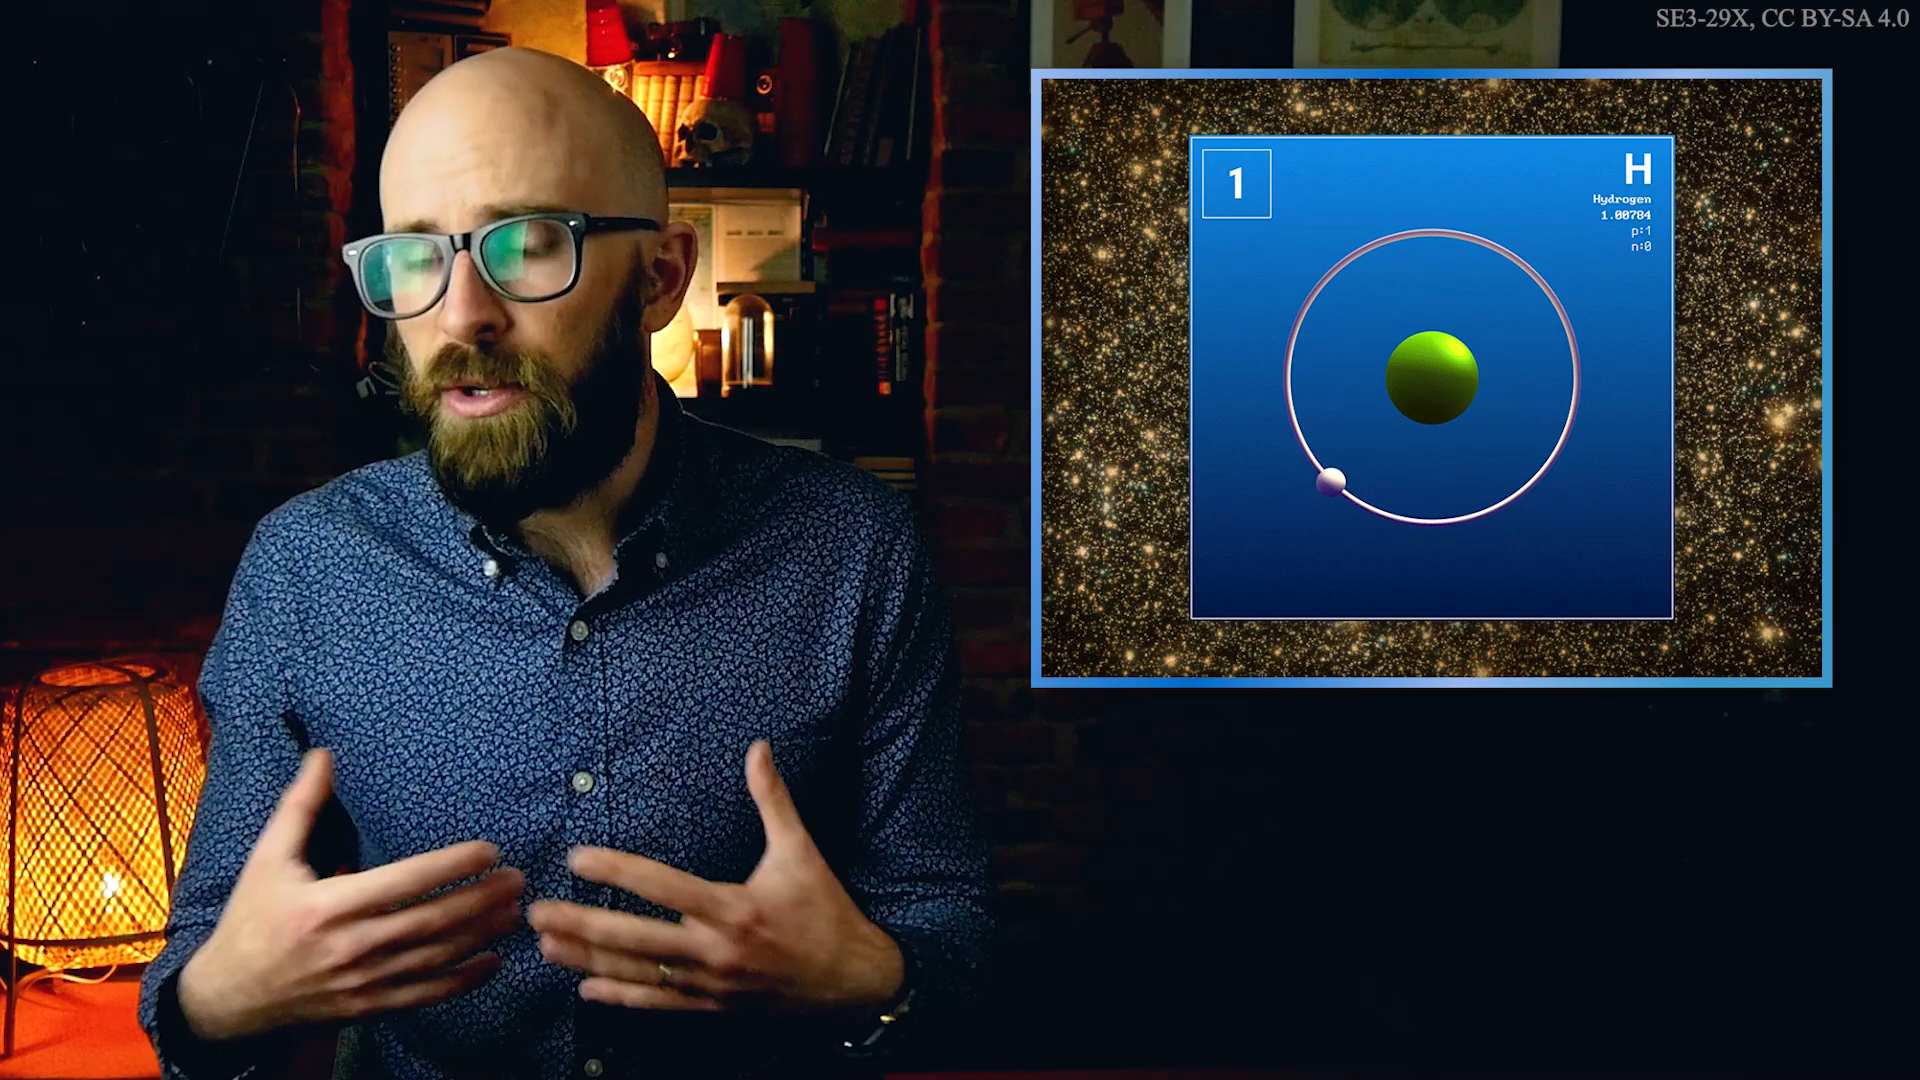 SE3-29X, CC BY-SA 4.0
1
H
Hydrogen
1.00784
p:1
n:0